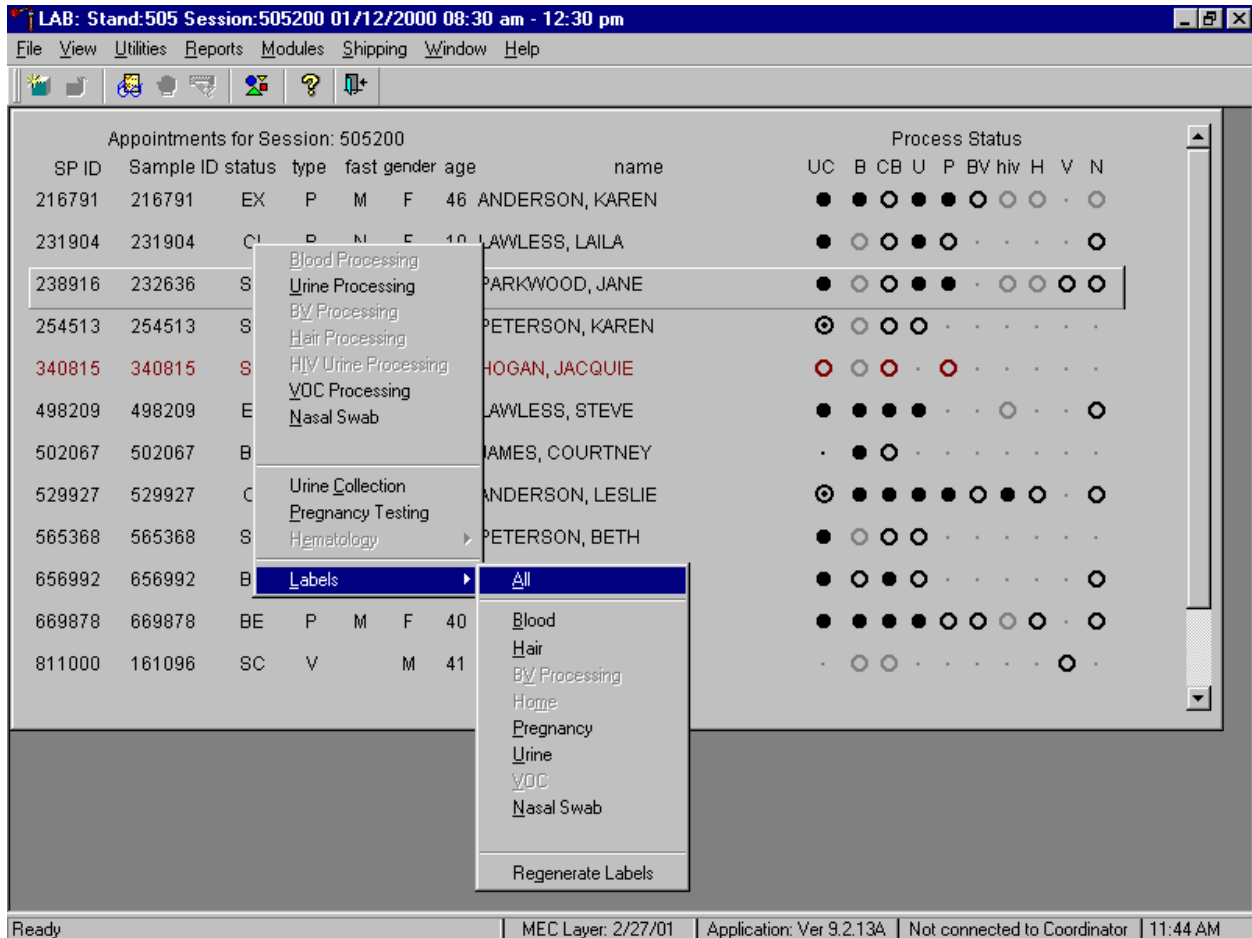 LAB: Stand:505 Session:505200 01/12/2000 08:30 am - 12:30 pm
File View Utilities Reports Modules Shipping Window Help
Appointments for Session: 505200 Process Status
SP ID Sample ID status type fast gender age name UC B CB U P BV hiv H V N
216791 216791 EX P M F 46 ANDERSON, KAREN
231904 231904 LAWLESS, LAILA
238916 232636 S PARKWOOD, JANE
254513 254513 S PETERSON, KAREN
340815 340815 S HOGAN, JACQUIE
498209 498209 E LAWLESS, STEVE
502067 502067 B JAMES, COURTNEY
529927 529927 ANDERSON, LESLIE
565368 565368 S PETERSON, BETH
656992 656992 B
669878 669878 BE P M F 40
811000 161096 SC V M 41
Blood Processing
Urine Processing
BV Processing
Hair Processing
HIV Urine Processing
VOC Processing
Nasal Swab
Urine Collection
Pregnancy Testing
Hematology
Labels
All
Blood
Hair
BV Processing
Home
Pregnancy
Urine
VOC
Nasal Swab
Regenerate Labels
Ready MEC Layer: 2/27/01 Application: Ver 9.2.13A Not connected to Coordinator 11:44 AM